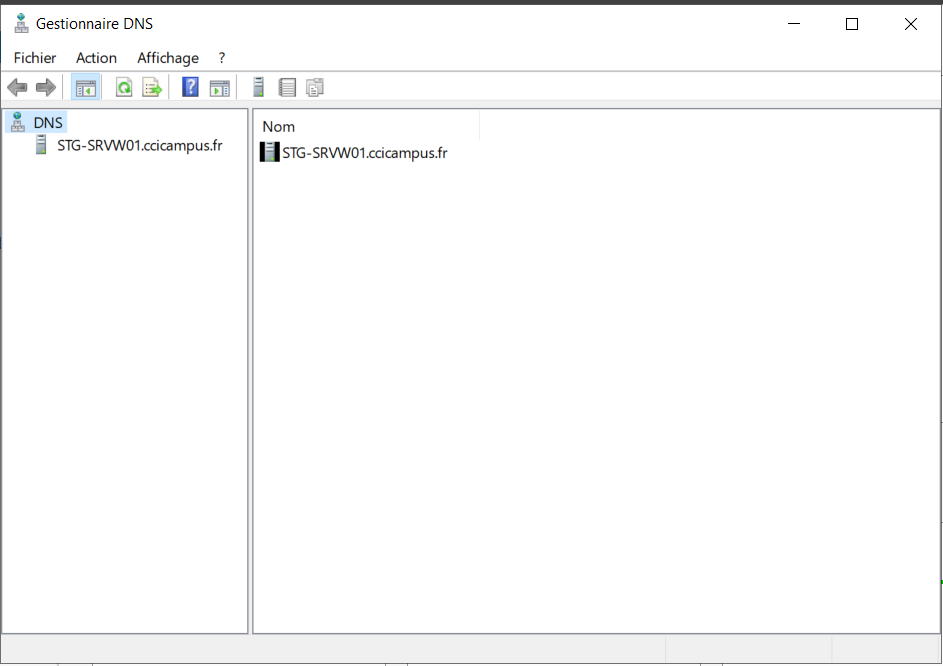 Gestionnaire DNS
Fichier Action Affichage ?
DNS
STG-SRVW01.ccicampus.fr
Nom
STG-SRVW01.ccicampus.fr